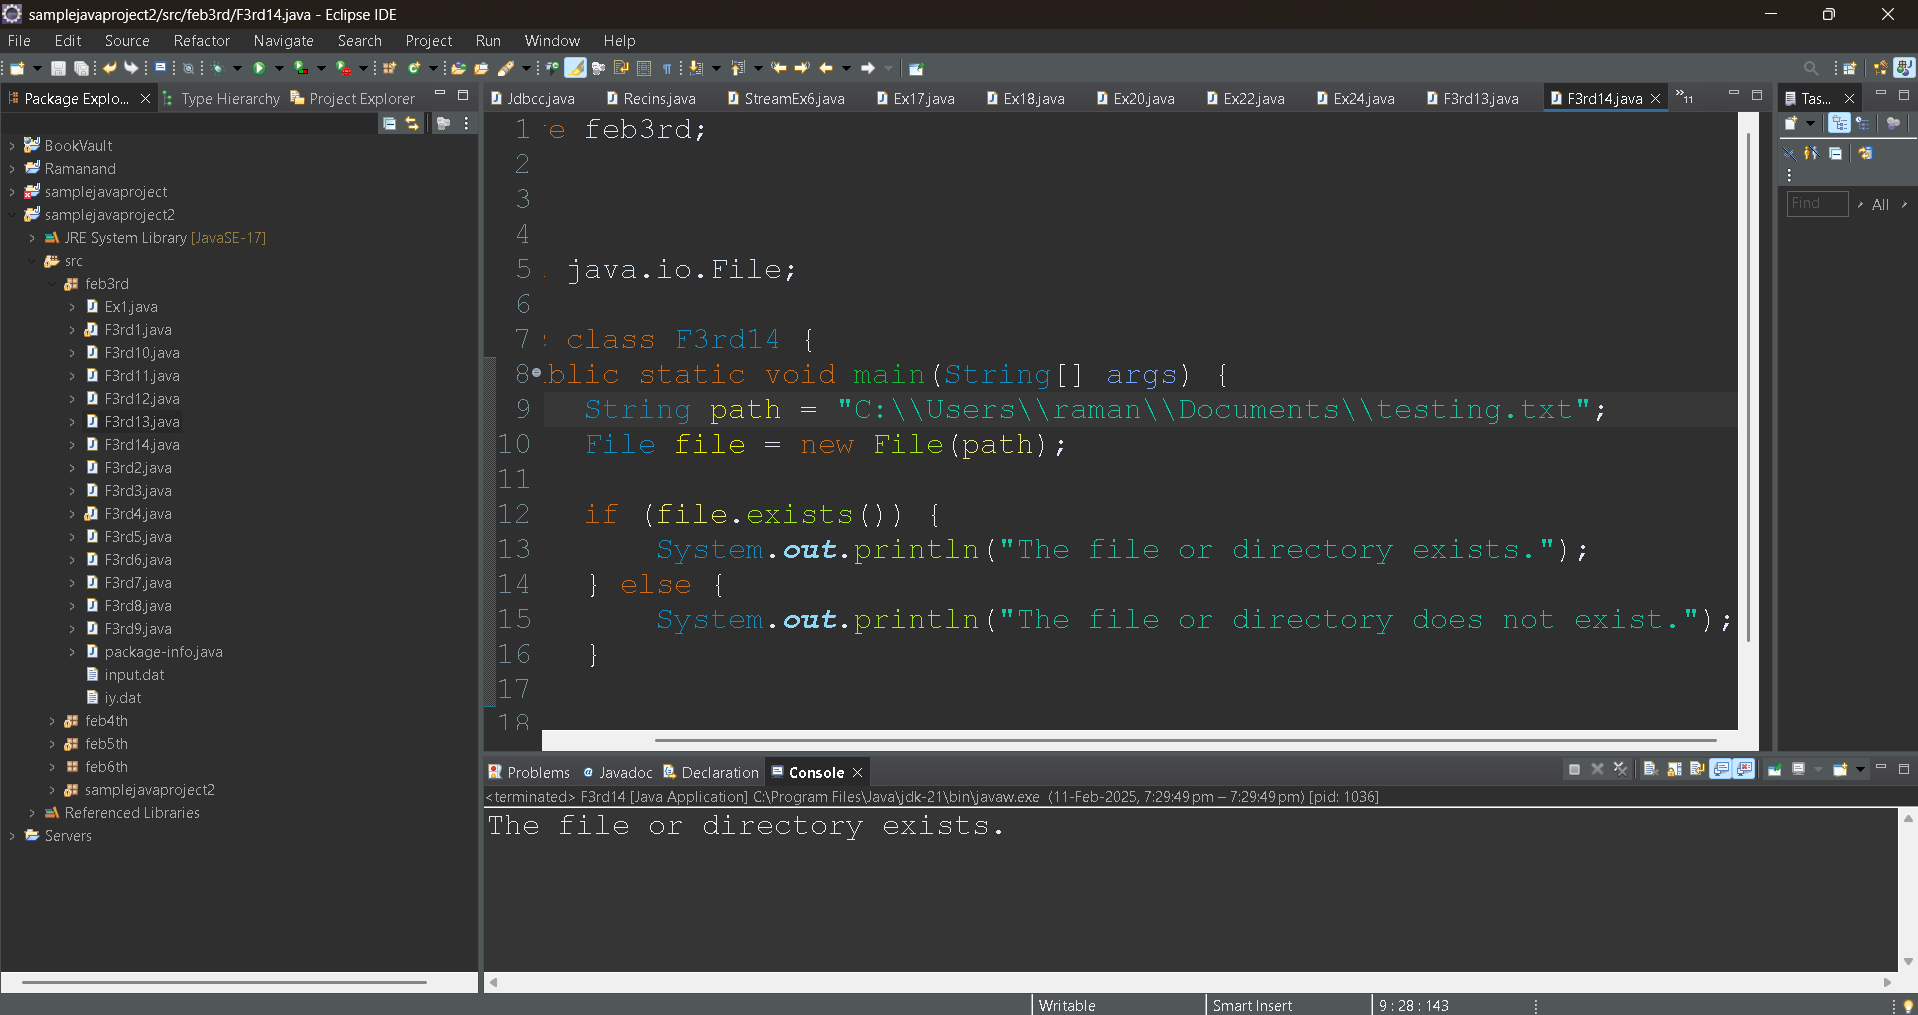 samplejavaproject2/src/feb3rd/F3rd14.java - Eclipse IDE
File Edit Source Refactor Navigate Search Project Run Window Help
Package Explo... Type Hierarchy Project Explorer
Jdbcc.java Recins.java StreamEx6.java Ex17.java Ex18.java Ex20.java Ex22.java Ex24.java F3rd13.java F3rd14.java »11
Tas...
Find All
BookVault
Ramanand
samplejavaproject
samplejavaproject2
JRE System Library [JavaSE-17]
src
feb3rd
Ex1.java
F3rd1.java
F3rd10.java
F3rd11.java
F3rd12.java
F3rd13.java
F3rd14.java
F3rd2.java
F3rd3.java
F3rd4.java
F3rd5.java
F3rd6.java
F3rd7.java
F3rd8.java
F3rd9.java
package-info.java
input.dat
iy.dat
feb4th
feb5th
feb6th
samplejavaproject2
Referenced Libraries
Servers
1 e feb3rd;
2
3
4
5 java.io.File;
6
7 class F3rd14 {
8 blic static void main(String[] args) {
9 String path = "C:\\Users\\raman\\Documents\\testing.txt";
10 File file = new File(path);
11
12 if (file.exists()) {
13 System.out.println("The file or directory exists.");
14 } else {
15 System.out.println("The file or directory does not exist.");
16 }
17
18
Problems Javadoc Declaration Console
<terminated> F3rd14 [Java Application] C:\Program Files\Java\jdk-21\bin\javaw.exe (11-Feb-2025, 7:29:49 pm – 7:29:49 pm) [pid: 1036]
The file or directory exists.
Writable Smart Insert 9 : 28 : 143